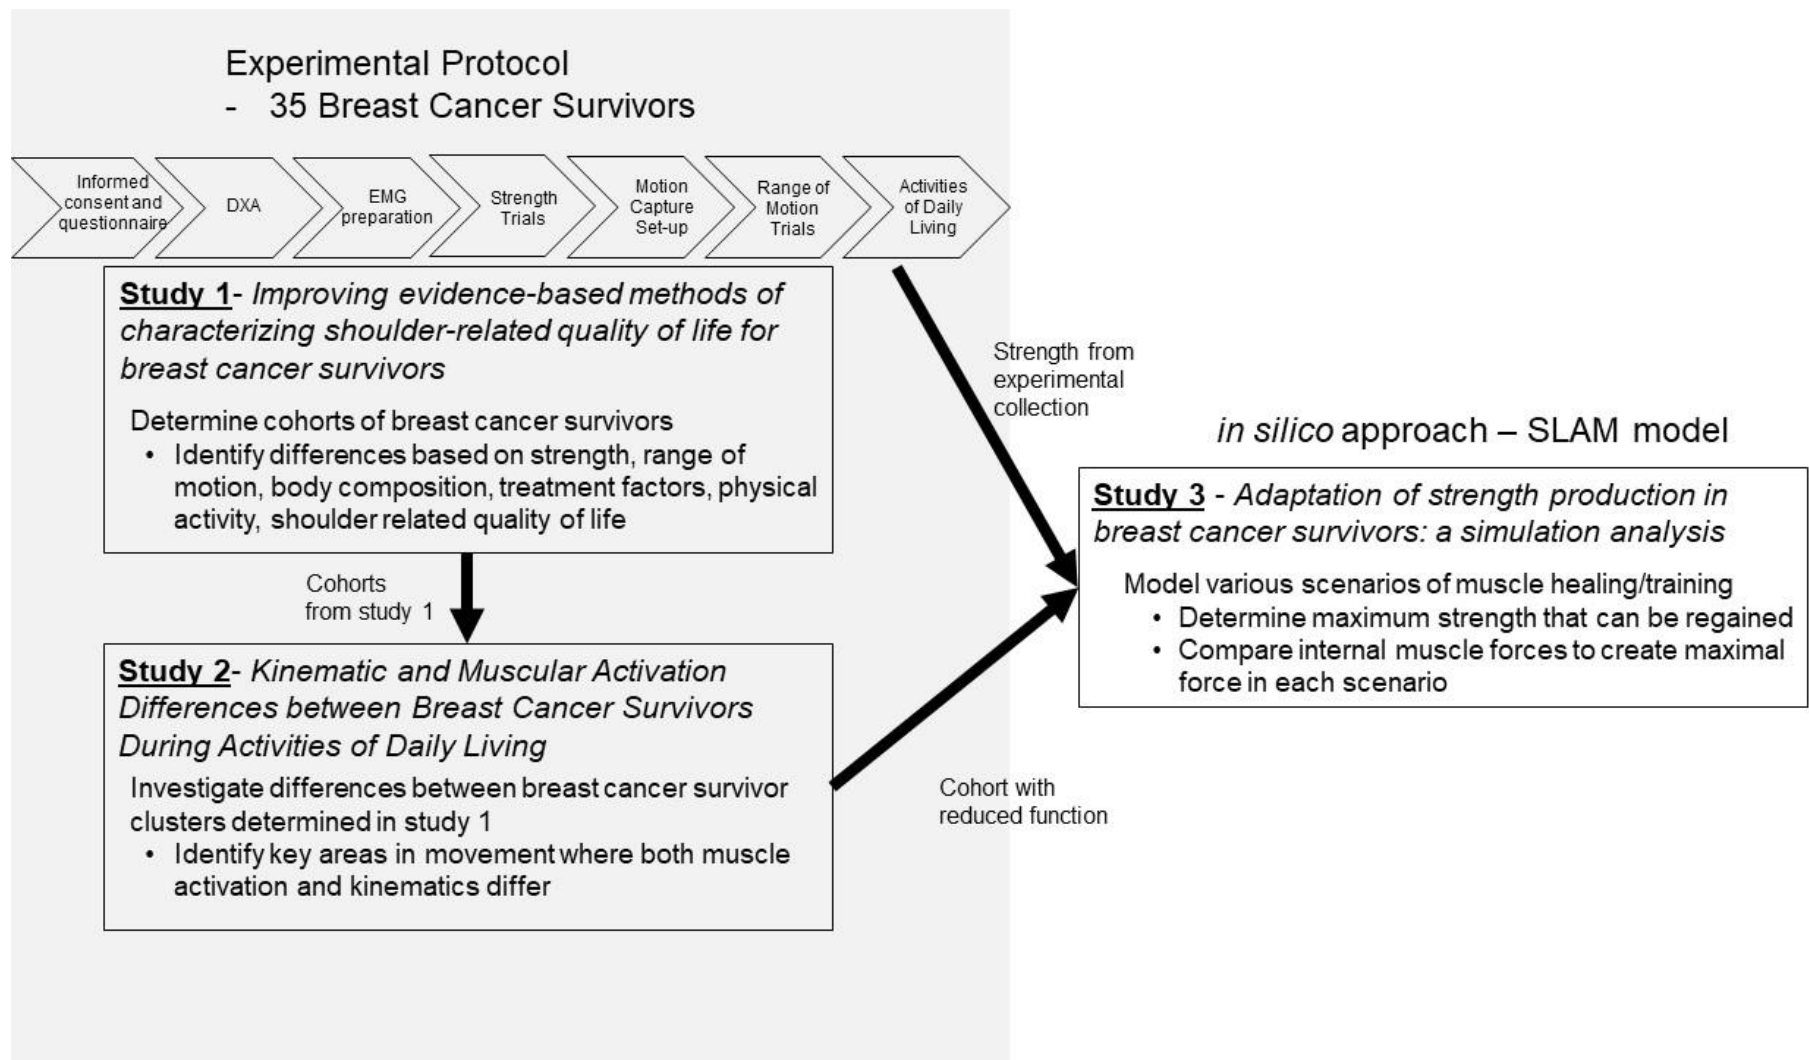 Experimental Protocol
- 35 Breast Cancer Survivors
Informed
consent and
questionnaire
DXA
EMG
preparation
Strength
Trials
Motion
Capture
Set-up
Range of
Motion
Trials
Activities
of Daily
Living
Study 1- Improving evidence-based methods of
characterizing shoulder-related quality of life for
breast cancer survivors
Determine cohorts of breast cancer survivors
• Identify differences based on strength, range of
motion, body composition, treatment factors, physical
activity, shoulder related quality of life
Cohorts
from study 1
Study 2- Kinematic and Muscular Activation
Differences between Breast Cancer Survivors
During Activities of Daily Living
Investigate differences between breast cancer survivor
clusters determined in study 1
• Identify key areas in movement where both muscle
activation and kinematics differ
Strength from
experimental
collection
Cohort with
reduced function
in silico approach – SLAM model
Study 3 - Adaptation of strength production in
breast cancer survivors: a simulation analysis
Model various scenarios of muscle healing/training
• Determine maximum strength that can be regained
• Compare internal muscle forces to create maximal
force in each scenario